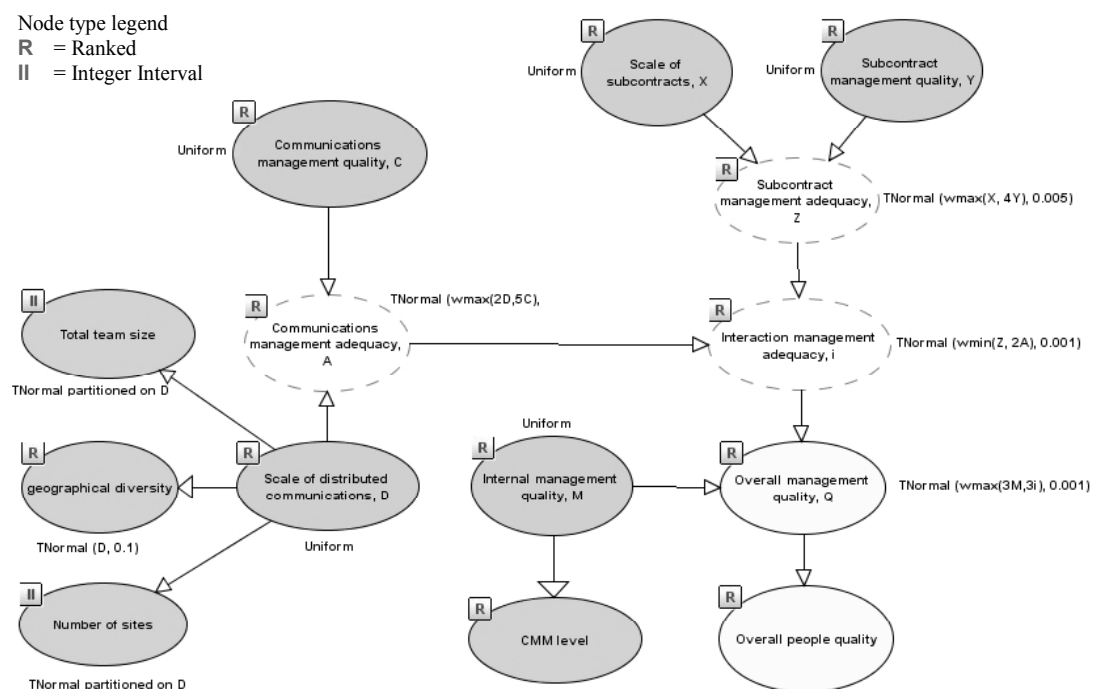 Node type legend
R = Ranked
II = Integer Interval
R
Scale of
subcontracts, X
Uniform
R
Subcontract
management quality, Y
Uniform
R
Communications
management quality, C
Uniform
R
Subcontract
management adequacy,
Z
TNormal (wmax(X, 4Y), 0.005)
II
Total team size
TNormal partitioned on D
R
Communications
management adequacy,
A
TNormal (wmax(2D,5C),
R
Interaction management
adequacy, i
TNormal (wmin(Z, 2A), 0.001)
R
geographical diversity
TNormal (D, 0.1)
R
Scale of distributed
communications, D
Uniform
Uniform
R
Internal management
quality, M
R
Overall management
quality, Q
TNormal (wmax(3M,3i), 0.001)
II
Number of sites
TNormal partitioned on D
R
CMM level
R
Overall people quality